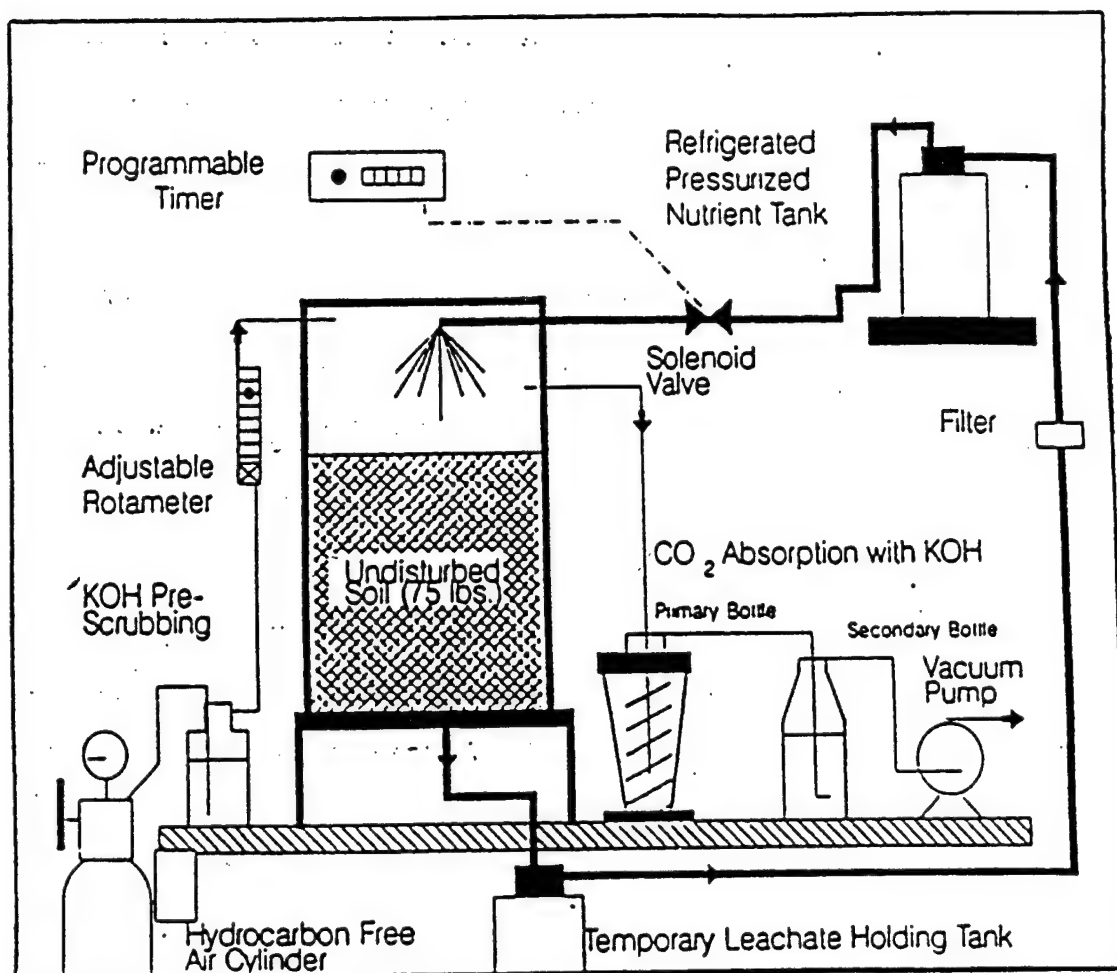 Programmable
Timer
Refrigerated
Pressurized
Nutrient Tank
Solenoid
Valve
Filter
Adjustable
Rotameter
Undisturbed
Soil (75 lbs.)
KOH Pre-
Scrubbing
CO2 Absorption with KOH
Primary Bottle
Secondary Bottle
Vacuum
Pump
Hydrocarbon Free
Air Cylinder
Temporary Leachate Holding Tank